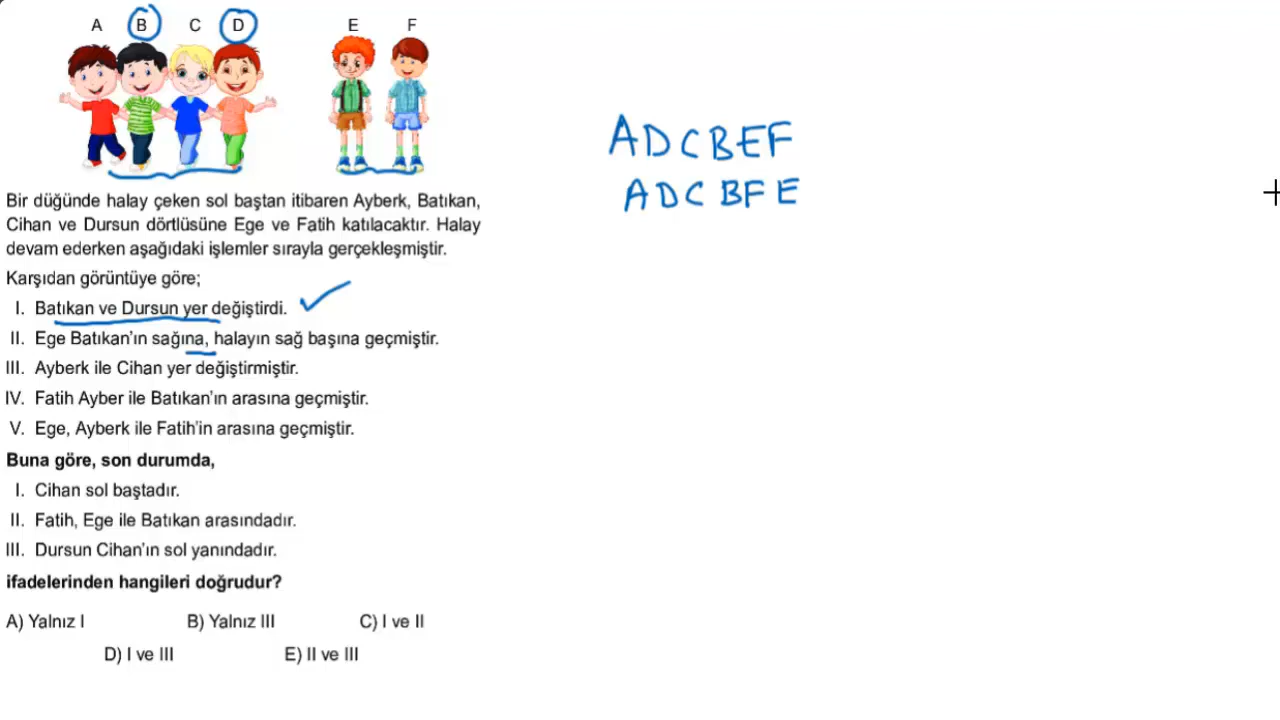 A B C D E F
ADCBEF
ADCBFE
Bir düğünde halay çeken sol baştan itibaren Ayberk, Batıkan,
Cihan ve Dursun dörtlüsüne Ege ve Fatih katılacaktır. Halay
devam ederken aşağıdaki işlemler sırayla gerçekleşmiştir.
Karşıdan görüntüye göre;
I. Batıkan ve Dursun yer değiştirdi.
II. Ege Batıkan'ın sağına, halayın sağ başına geçmiştir.
III. Ayberk ile Cihan yer değiştirmiştir.
IV. Fatih Ayber ile Batıkan'ın arasına geçmiştir.
V. Ege, Ayberk ile Fatih'in arasına geçmiştir.
Buna göre, son durumda,
I. Cihan sol baştadır.
II. Fatih, Ege ile Batıkan arasındadır.
III. Dursun Cihan'ın sol yanındadır.
ifadelerinden hangileri doğrudur?
A) Yalnız I B) Yalnız III C) I ve II
D) I ve III E) II ve III